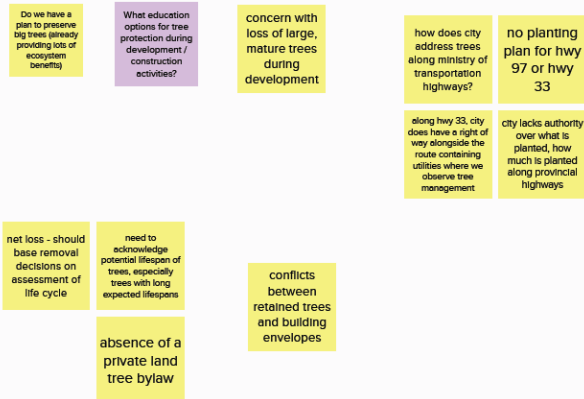 Do we have a
plan to preserve
big trees (already
providing lots of
ecosystem
benefits)
What education
options for tree
protection during
development /
construction
activities?
concern with
loss of large,
mature trees
during
development
how does city
address trees
along ministry of
transportation
highways?
no planting
plan for hwy
97 or hwy
33
along hwy 33, city
does have a right of
way alongside the
route containing
utilities where we
observe tree
management
city lacks authority
over what is
planted, how
much is planted
along provincial
highways
net loss - should
base removal
decisions on
assessment of
life cycle
need to
acknowledge
potential lifespan of
trees, especially
trees with long
expected lifespans
absence of a
private land
tree bylaw
conflicts
between
retained trees
and building
envelopes